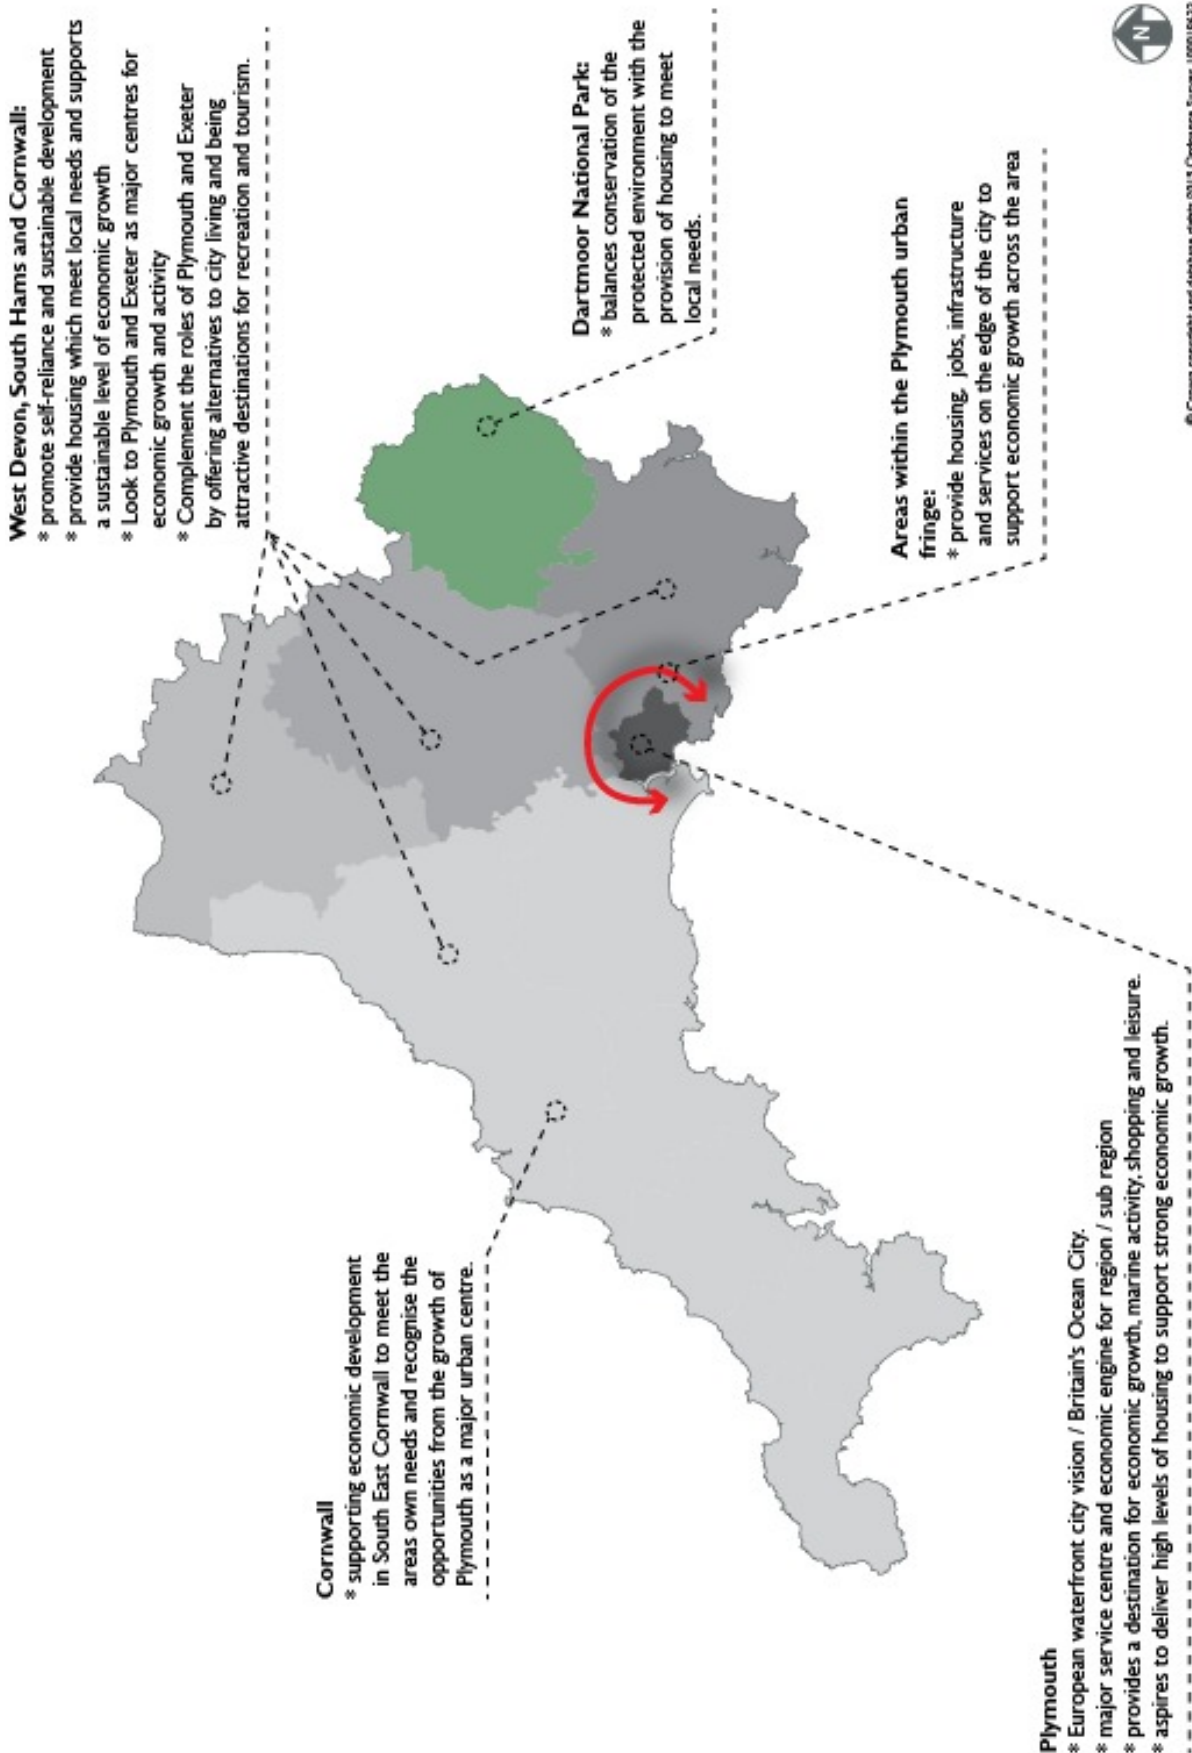 West Devon, South Hams and Cornwall:
* promote self-reliance and sustainable development
* provide housing which meet local needs and supports
a sustainable level of economic growth
* Look to Plymouth and Exeter as major centres for
economic growth and activity
* Complement the roles of Plymouth and Exeter
by offering alternatives to city living and being
attractive destinations for recreation and tourism.
Dartmoor National Park:
* balances conservation of the
protected environment with the
provision of housing to meet
local needs.
Areas within the Plymouth urban
fringe:
* provide housing, jobs, infrastructure
and services on the edge of the city to
support economic growth across the area
Cornwall
* supporting economic development
in South East Cornwall to meet the
areas own needs and recognise the
opportunities from the growth of
Plymouth as a major urban centre.
Plymouth
* European waterfront city vision / Britain's Ocean City.
* major service centre and economic engine for region / sub region
* provides a destination for economic growth, marine activity, shopping and leisure.
* aspires to deliver high levels of housing to support strong economic growth.
N
© Crown copyright and database rights 2013 Ordnance Survey